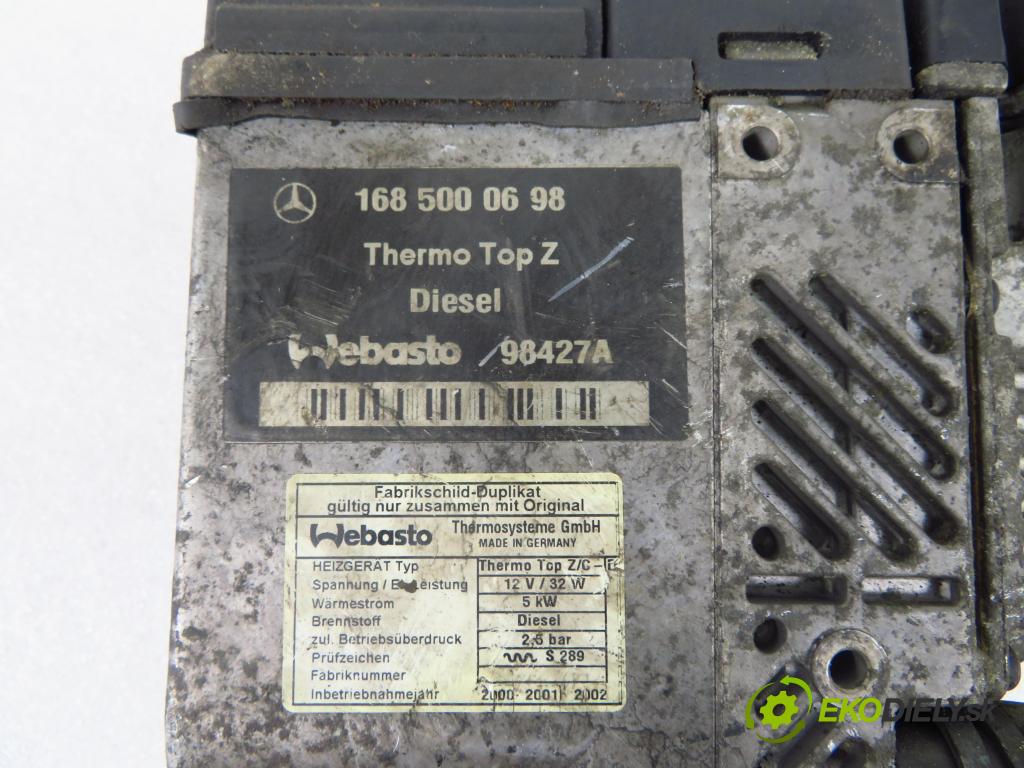 168 500 06 98
Thermo Top Z
Diesel
Webasto 98427A
Fabrikschild-Duplikat
gültig nur zusammen mit Original
Webasto Thermosysteme GmbH
MADE IN GERMANY
HEIZGERÄT Typ Thermo Top Z/C -
Spannung / 12 V / 32 W
Wärmestrom 5 kW
Brennstoff Diesel
zul. Betriebsüberdruck 2,5 bar
Prüfzeichen S 289
Fabriknummer
Inbetriebnahmejahr 2000 2001 2002
EKODIELY.SK